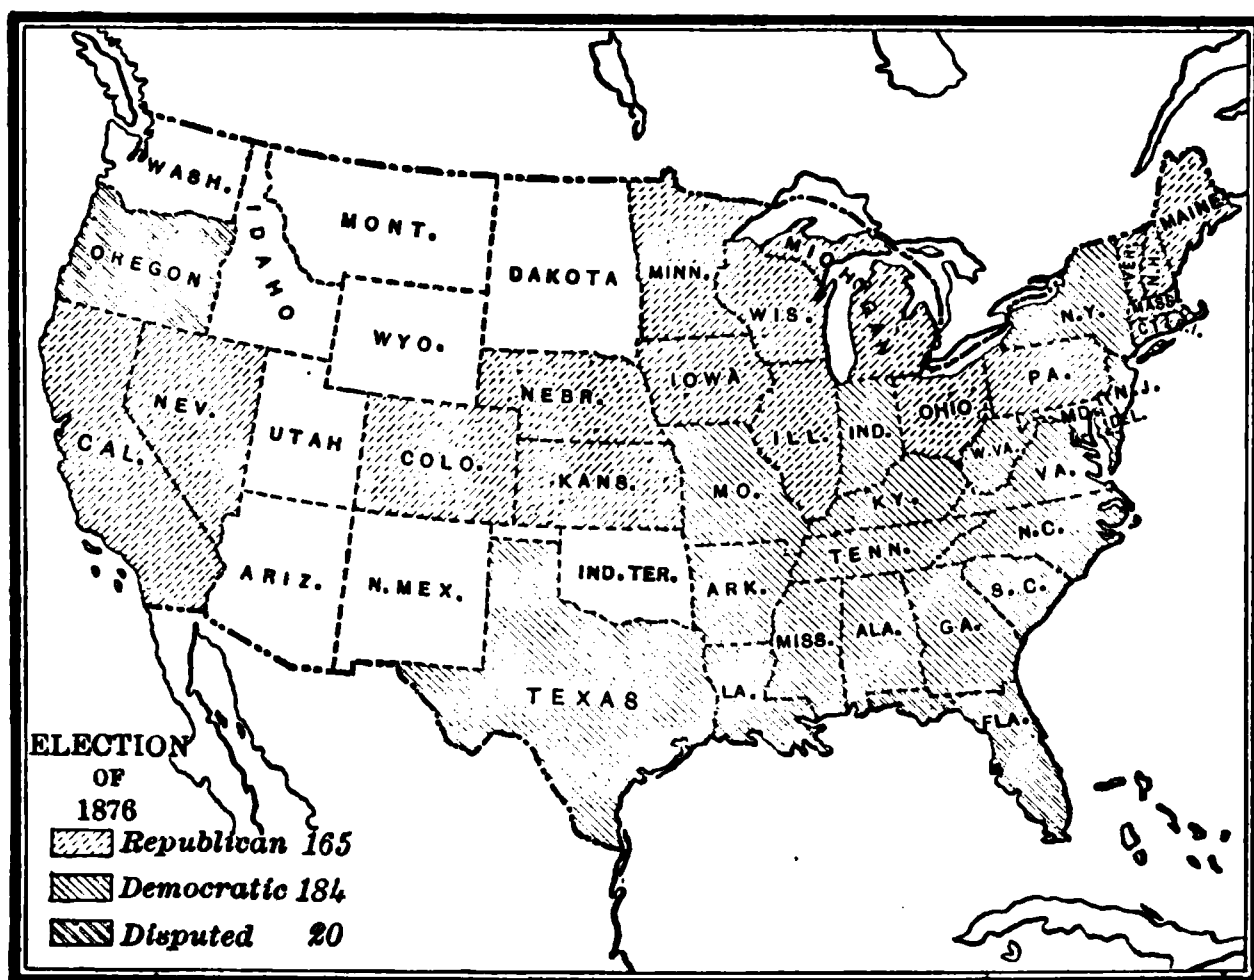 WASH.
MONT.
IDAHO
OREGON
DAKOTA
MINN.
MICHIGAN
MAINE
VER.
N.H.
MASS.
WIS.
N.Y.
CT.
R.I.
WYO.
NEBR.
IOWA
PA.
N.J.
NEV.
UTAH
COLO.
CAL.
KANS.
ILL.
IND.
OHIO
MD.
DEL.
W.VA.
VA.
MO.
KY.
N.C.
TENN.
ARIZ.
N.MEX.
IND.TER.
ARK.
S.C.
MISS.
ALA.
GA.
TEXAS
LA.
FLA.
ELECTION
OF
1876
Republican 165
Democratic 184
Disputed 20